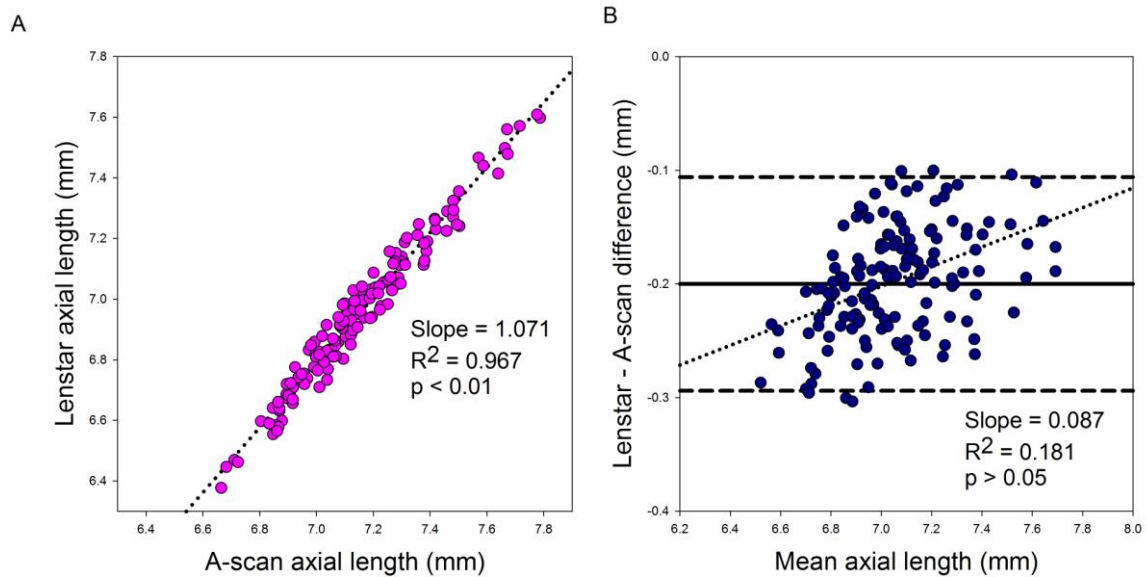 A
Lenstar axial length (mm)
7.8
7.6
7.4
7.2
7.0
6.8
6.6
6.4
Slope = 1.071
R² = 0.967
p < 0.01
6.4 6.6 6.8 7.0 7.2 7.4 7.6 7.8
A-scan axial length (mm)
B
Lenstar - A-scan difference (mm)
0.0
-0.1
-0.2
-0.3
-0.4
Slope = 0.087
R² = 0.181
p > 0.05
6.2 6.4 6.6 6.8 7.0 7.2 7.4 7.6 7.8 8.0
Mean axial length (mm)